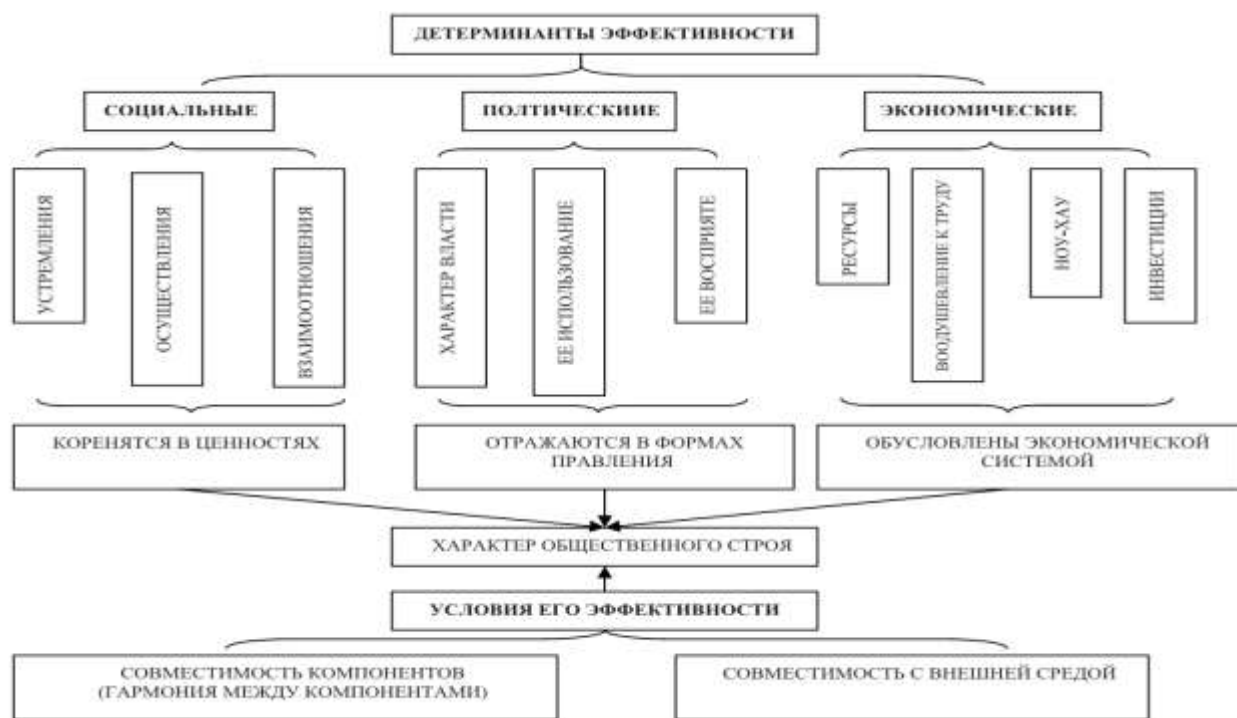 ДЕТЕРМИНАНТЫ ЭФФЕКТИВНОСТИ
СОЦИАЛЬНЫЕ
ПОЛТИЧЕСКИИЕ
ЭКОНОМИЧЕСКИЕ
УСТРЕМЛЕНИЯ
ОСУЩЕСТВЛЕНИЯ
ВЗАИМООТНОШЕНИЯ
ХАРАКТЕР ВЛАСТИ
ЕЕ ИСПОЛЬЗОВАНИЕ
ЕЕ ВОСПРИЯТЕ
РЕСУРСЫ
ВООДУШЕВЛЕНИЕ К ТРУДУ
НОУ-ХАУ
ИНВЕСТИЦИИ
КОРЕНЯТСЯ В ЦЕННОСТЯХ
ОТРАЖАЮТСЯ В ФОРМАХ
ПРАВЛЕНИЯ
ОБУСЛОВЛЕНЫ ЭКОНОМИЧЕСКОЙ
СИСТЕМОЙ
ХАРАКТЕР ОБЩЕСТВЕННОГО СТРОЯ
УСЛОВИЯ ЕГО ЭФФЕКТИВНОСТИ
СОВМЕСТИМОСТЬ КОМПОНЕНТОВ
(ГАРМОНИЯ МЕЖДУ КОМПОНЕНТАМИ)
СОВМЕСТИМОСТЬ С ВНЕШНЕЙ СРЕДОЙ